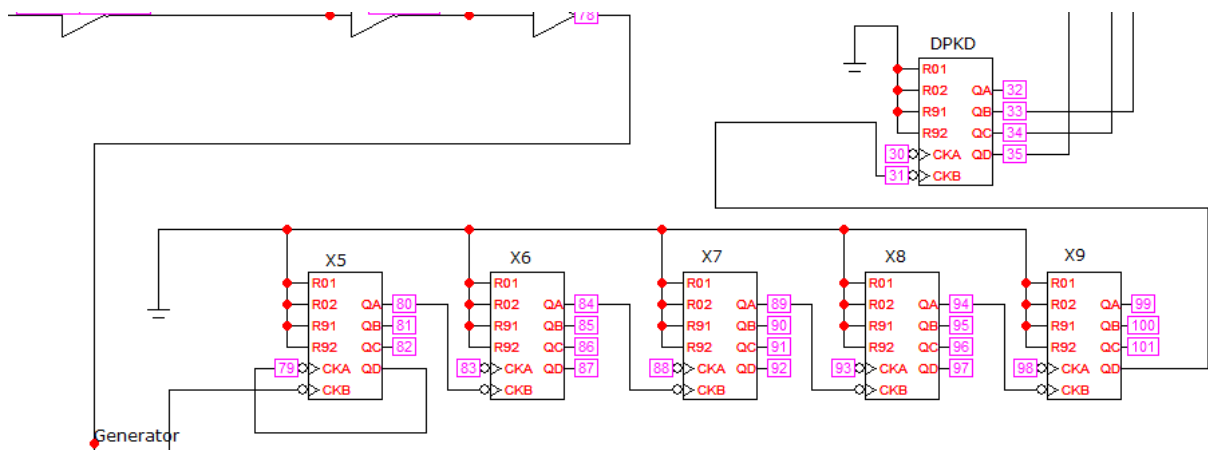 78
DPKD
R01
R02 QA 32
R91 QB 33
R92 QC 34
30 CKA QD 35
31 CKB
X5 X6 X7 X8 X9
R01 R01 R01 R01 R01
R02 QA 80 R02 QA 84 R02 QA 89 R02 QA 94 R02 QA 99
R91 QB 81 R91 QB 85 R91 QB 90 R91 QB 95 R91 QB 100
R92 QC 82 R92 QC 86 R92 QC 91 R92 QC 96 R92 QC 101
79 CKA QD 83 CKA QD 87 88 CKA QD 92 93 CKA QD 97 98 CKA QD
CKB CKB CKB CKB CKB
Generator